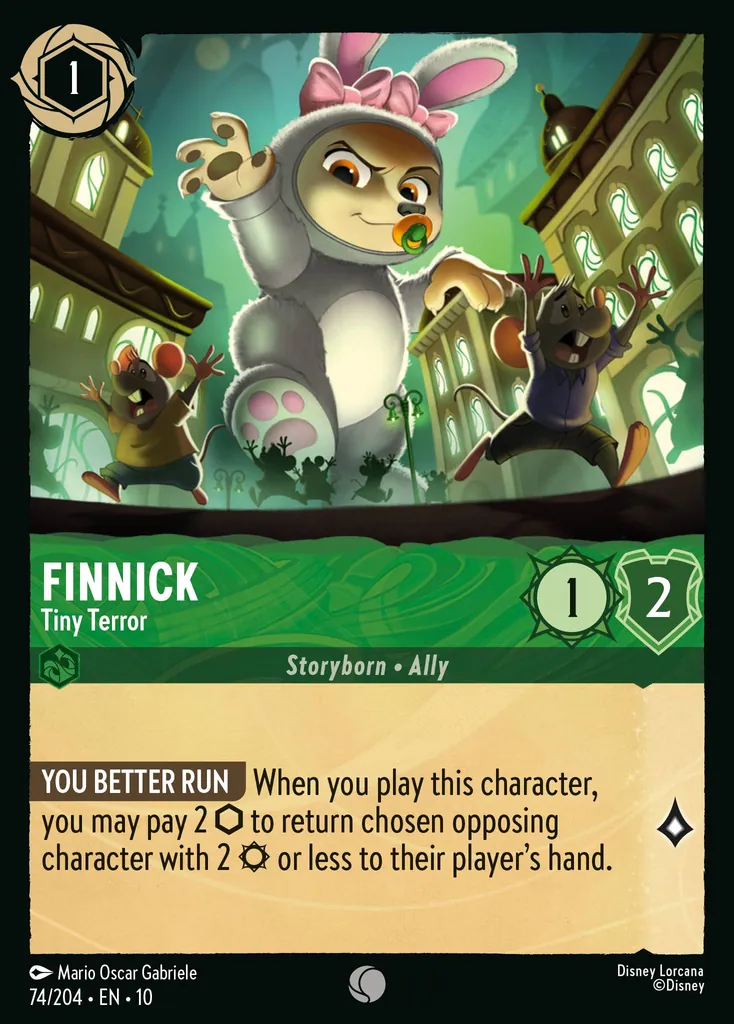 1
FINNICK
Tiny Terror
1
2
Storyborn • Ally
YOU BETTER RUN When you play this character,
you may pay 2 ⬡ to return chosen opposing
character with 2 ¤ or less to their player's hand.
Mario Oscar Gabriele
74/204 • EN • 10
Disney Lorcana
©Disney